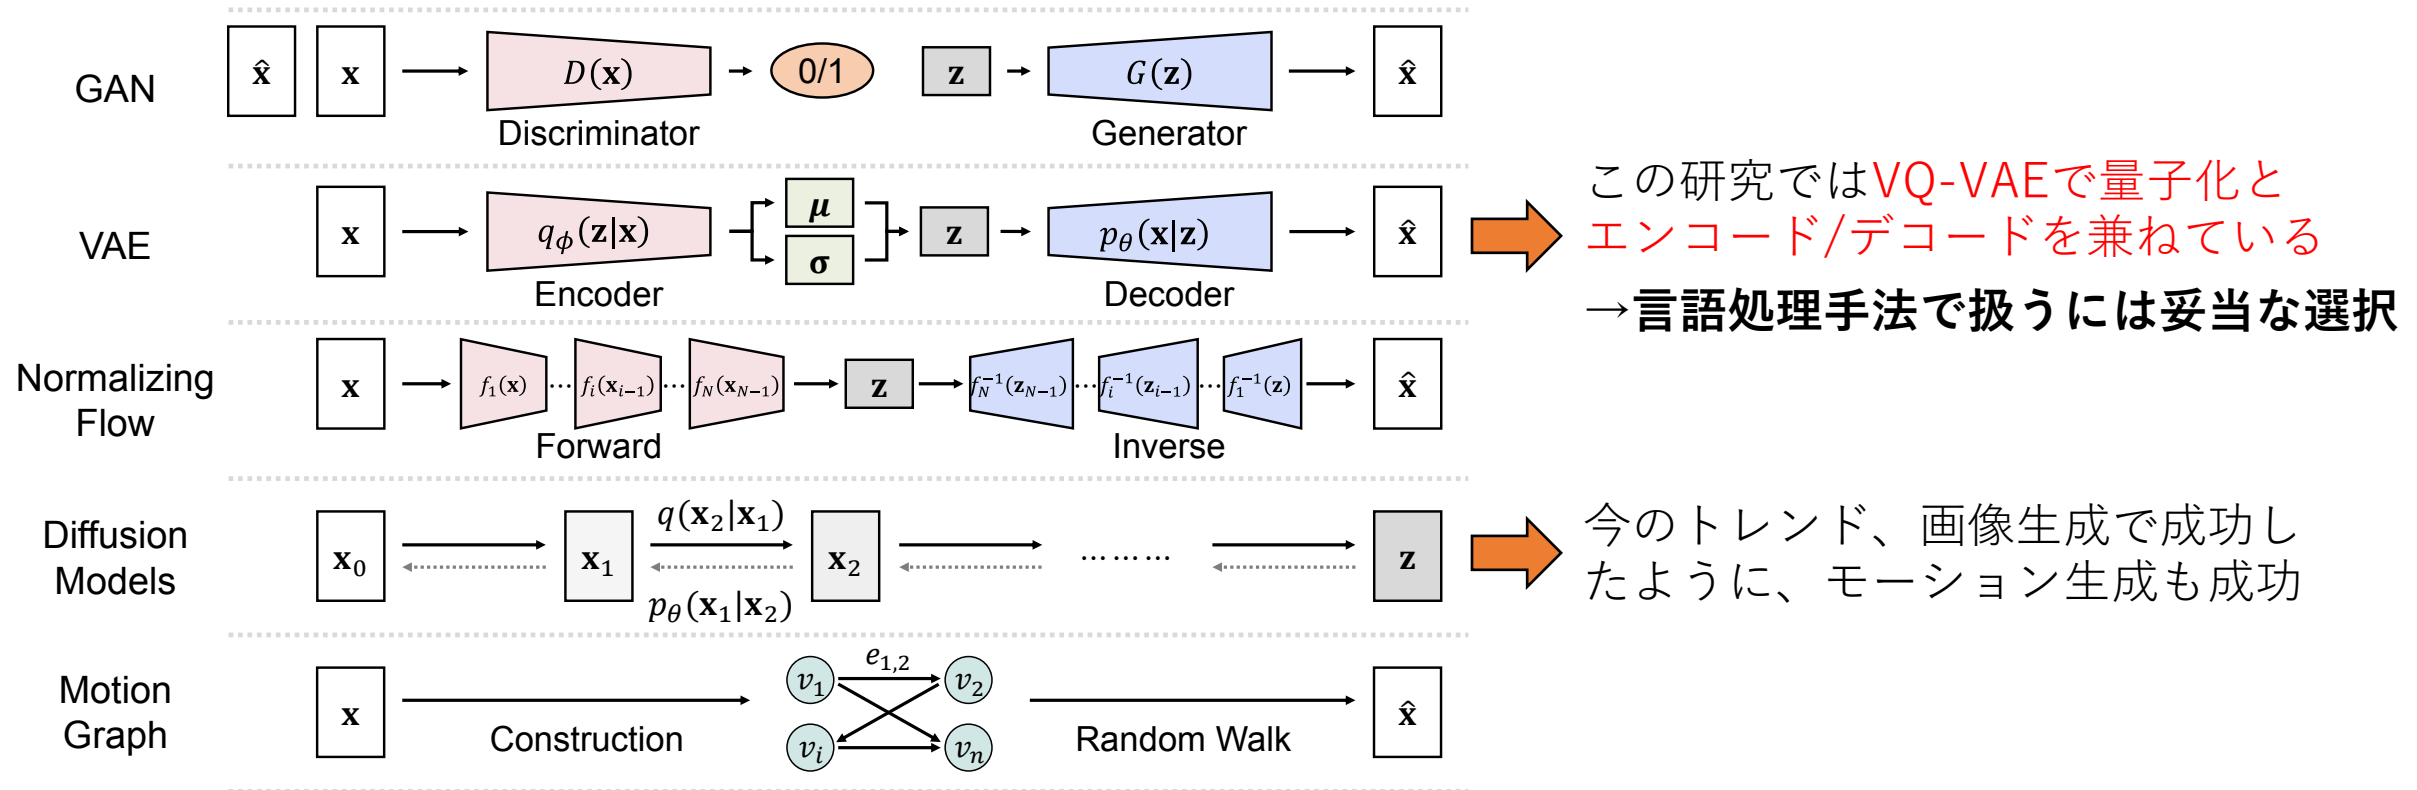 GAN
x̂ x D(x) 0/1 z G(z) x̂
Discriminator Generator
VAE
x qϕ(z|x) μ σ z pθ(x|z) x̂
Encoder Decoder
この研究ではVQ-VAEで量子化と
エンコード/デコードを兼ねている
→言語処理手法で扱うには妥当な選択
Normalizing
Flow
x f₁(x) ··· fᵢ(xᵢ₋₁) ··· f_N(x_{N−1}) z f_N⁻¹(z_{N−1}) ··· fᵢ⁻¹(zᵢ₋₁) ··· f₁⁻¹(z) x̂
Forward Inverse
Diffusion
Models
x₀ x₁ q(x₂|x₁) x₂ ········· z
pθ(x₁|x₂)
今のトレンド、画像生成で成功し
たように、モーション生成も成功
Motion
Graph
x v₁ e₁,₂ v₂ x̂
Construction vᵢ vₙ Random Walk